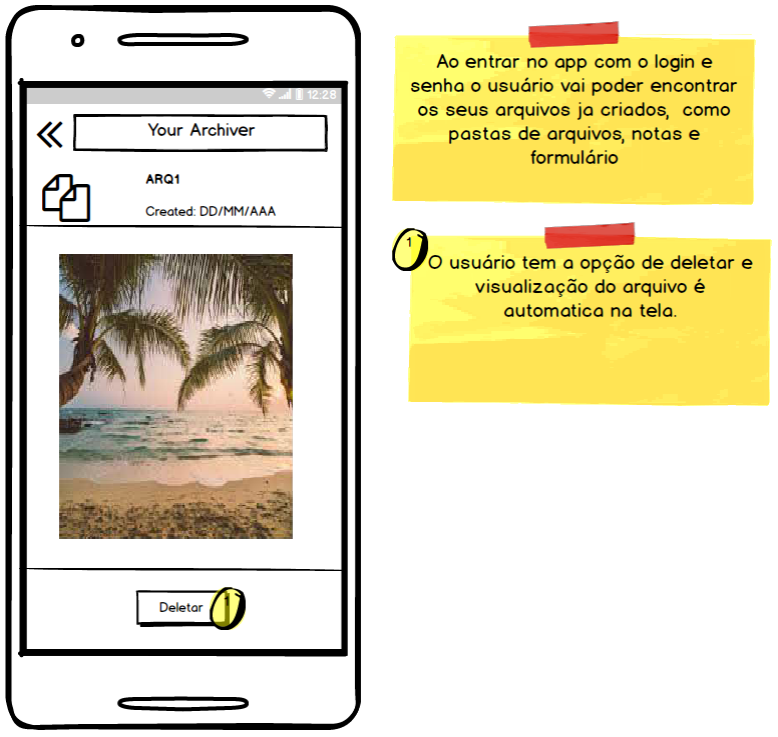 12:28
Your Archiver
ARQ1
Created: DD/MM/AAA
Deletar
1
Ao entrar no app com o login e
senha o usuário vai poder encontrar
os seus arquivos ja criados, como
pastas de arquivos, notas e
formulário
1
O usuário tem a opção de deletar e
visualização do arquivo é
automatica na tela.